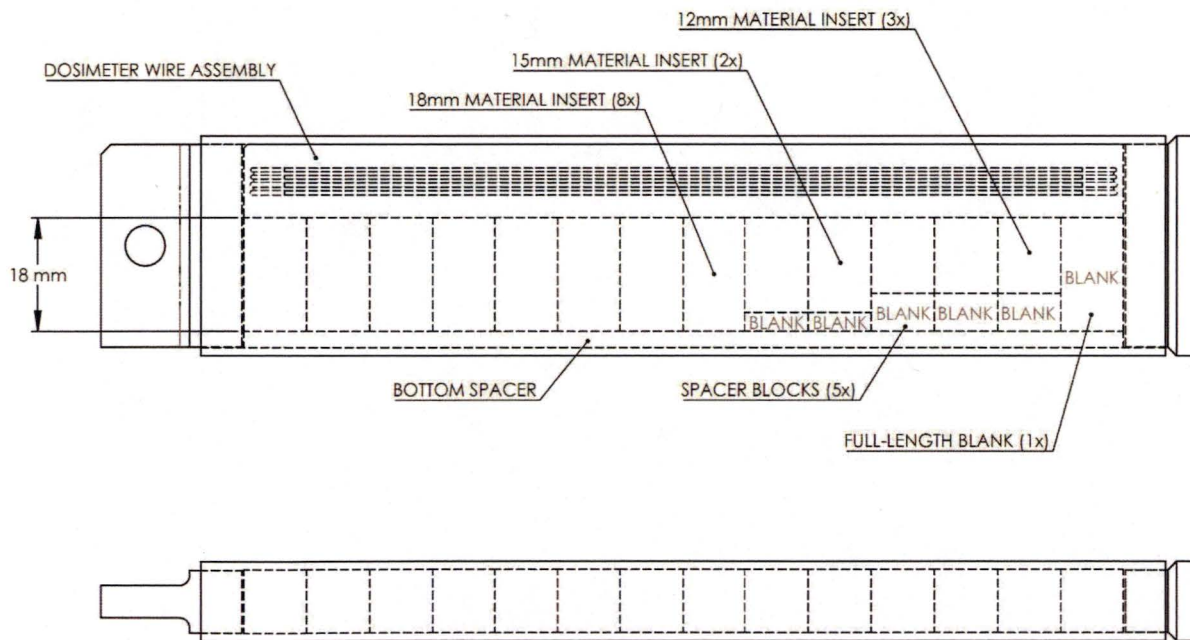 12mm MATERIAL INSERT (3x)
15mm MATERIAL INSERT (2x)
DOSIMETER WIRE ASSEMBLY
18mm MATERIAL INSERT (8x)
18 mm
BLANK
BLANK BLANK BLANK BLANK BLANK
BOTTOM SPACER
SPACER BLOCKS (5x)
FULL-LENGTH BLANK (1x)